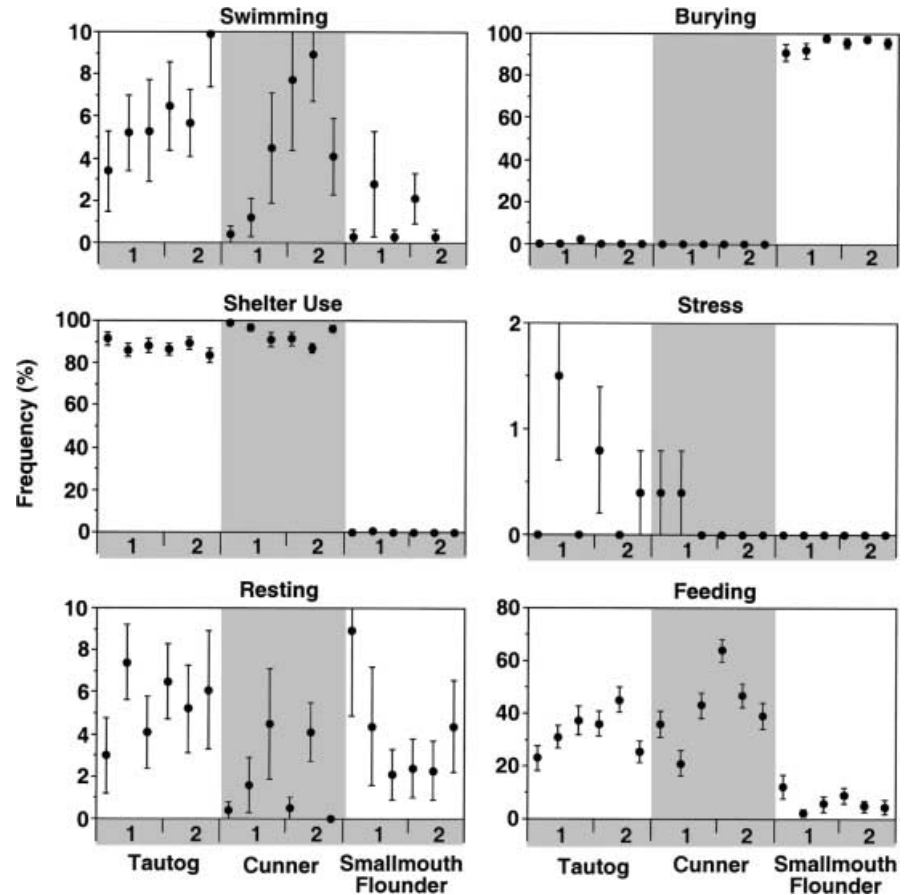 Swimming
10
8
6
4
2
0
1 2 1 2 1 2
Burying
100
80
60
40
20
0
1 2 1 2 1 2
Frequency (%)
Shelter Use
100
80
60
40
20
0
1 2 1 2 1 2
Stress
2
1
0
1 2 1 2 1 2
Resting
10
8
6
4
2
0
1 2 1 2 1 2
Tautog Cunner Smallmouth
Flounder
Feeding
80
60
40
20
0
1 2 1 2 1 2
Tautog Cunner Smallmouth
Flounder